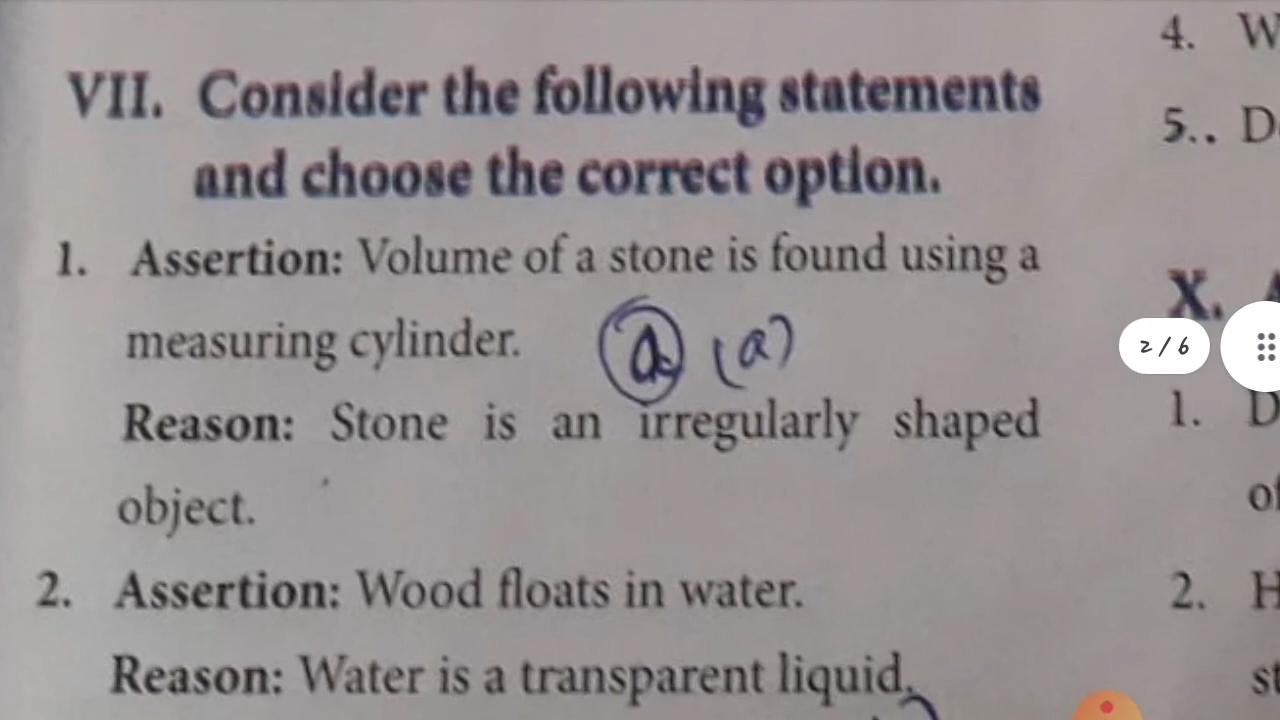 VII. Consider the following statements
and choose the correct option.
1. Assertion: Volume of a stone is found using a
measuring cylinder.
a (a)
Reason: Stone is an irregularly shaped
object.
2. Assertion: Wood floats in water.
Reason: Water is a transparent liquid.
4. W
5.. D
X.
2/6
1. D
of
2. H
st